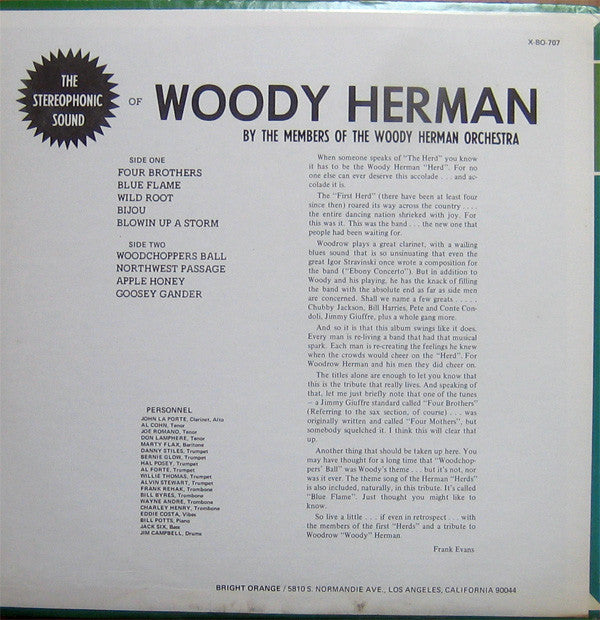 X-BO-707
THE
STEREOPHONIC
SOUND
OF WOODY HERMAN
BY THE MEMBERS OF THE WOODY HERMAN ORCHESTRA
SIDE ONE
FOUR BROTHERS
BLUE FLAME
WILD ROOT
BIJOU
BLOWIN UP A STORM
SIDE TWO
WOODCHOPPERS BALL
NORTHWEST PASSAGE
APPLE HONEY
GOOSEY GANDER
PERSONNEL
JOHN LA PORTE, Clarinet, Alto
AL COHN, Tenor
JOE ROMANO, Tenor
DON LAMPHERE, Tenor
MARTY FLAX, Baritone
DANNY STILES, Trumpet
BERNIE GLOW, Trumpet
HAL POSEY, Trumpet
AL FORTE, Trumpet
WILLIE THOMAS, Trumpet
ALVIN STEWART, Trumpet
FRANK REHAK, Trombone
BILL BYRES, Trombone
WAYNE ANDRE, Trombone
CHARLEY HENRY, Trombone
EDDIE COSTA, Vibes
BILL POTTS, Piano
JACK SIX, Bass
JIM CAMPBELL, Drums
When someone speaks of "The Herd" you know
it has to be the Woody Herman "Herd". For no
one else can ever deserve this accolade . . . and ac-
colade it is.
The "First Herd" (there have been at least four
since then) roared its way across the country . . . .
the entire dancing nation shrieked with joy. For
this was it. This was the band . . . the new one that
people had been waiting for.
Woodrow plays a great clarinet, with a wailing
blues sound that is so unsinuating that even the
great Igor Stravinski once wrote a composition for
the band ("Ebony Concerto"). But in addition to
Woody and his playing, he has the knack of filling
the band with the absolute end as far as side men
are concerned. Shall we name a few greats . . . . .
Chubby Jackson, Bill Harries, Pete and Conte Con-
doli, Jimmy Giuffre, plus a whole gang more.
And so it is that this album swings like it does.
Every man is re-living a band that had that musical
spark. Each man is re-creating the feelings he knew
when the crowds would cheer on the "Herd". For
Woodrow Herman and his men they did cheer on.
The titles alone are enough to let you know that
this is the tribute that really lives. And speaking of
that, let me just briefly note that one of the tunes
– a Jimmy Giuffre standard called "Four Brothers"
(Referring to the sax section, of course) . . . was
originally written and called "Four Mothers", but
somebody squelched it. I think this will clear that
up.
Another thing that should be taken up here. You
may have thought for a long time that "Woodchop-
pers' Ball" was Woody's theme . . . but it's not, nor
was it ever. The theme song of the Herman "Herds"
is also included, naturally, in this tribute. It's called
"Blue Flame". Just thought you might like to
know.
So live a little . . . if even in retrospect . . . with
the members of the first "Herds" and a tribute to
Woodrow "Woody" Herman.
Frank Evans
BRIGHT ORANGE / 5810 S. NORMANDIE AVE., LOS ANGELES, CALIFORNIA 90044